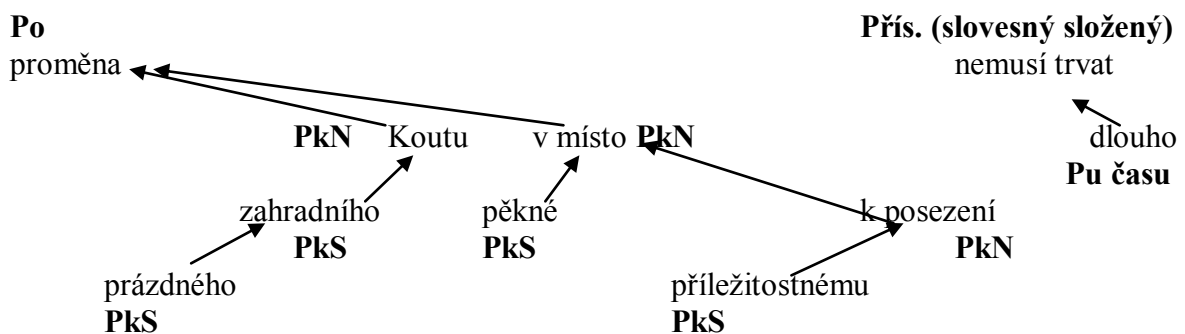 Po Přís. (slovesný složený)
proměna nemusí trvat
PkN Koutu v místo PkN dlouho
Pu času
zahradního pěkné k posezení
PkS PkS PkN
prázdného příležitostnému
PkS PkS